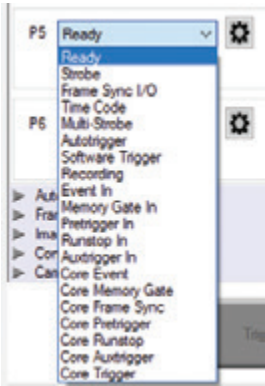 P5 Ready
Ready
Strobe
Frame Sync I/O
Time Code
P6 Multi-Strobe
Autotrigger
Software Trigger
Recording
Event In
Memory Gate In
Pretrigger In
Runstop In
Auxtrigger In
Core Event
Core Memory Gate
Core Frame Sync
Core Pretrigger
Core Runstop
Core Auxtrigger
Core Trigger